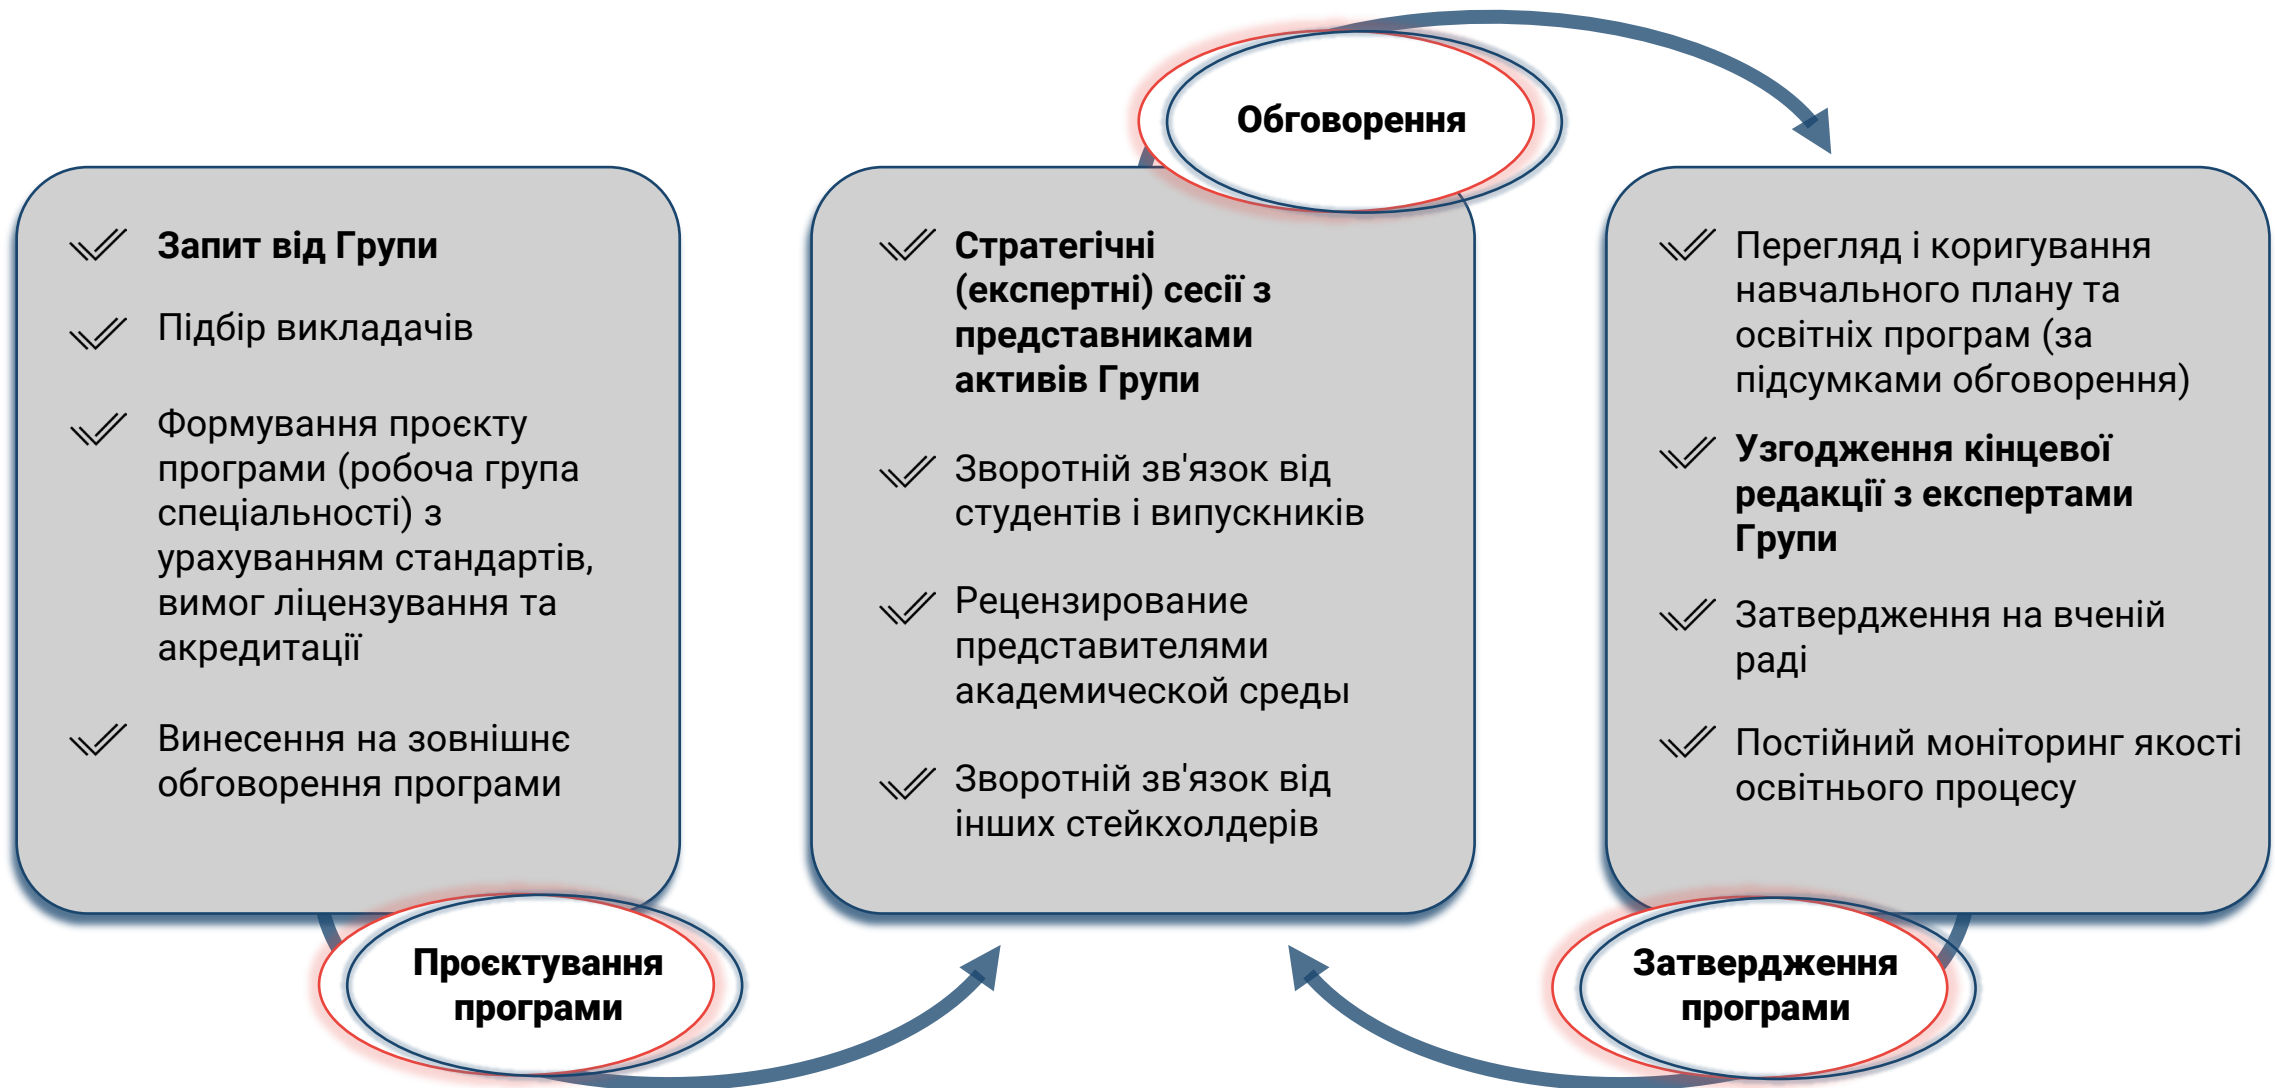 Обговорення
Запит від Групи
Підбір викладачів
Формування проєкту
програми (робоча група
спеціальності) з
урахуванням стандартів,
вимог ліцензування та
акредитації
Винесення на зовнішнє
обговорення програми
Проєктування
програми
Стратегічні
(експертні) сесії з
представниками
активів Групи
Зворотній зв'язок від
студентів і випускників
Рецензирование
представителями
академической среды
Зворотній зв'язок від
інших стейкхолдерів
Перегляд і коригування
навчального плану та
освітніх програм (за
підсумками обговорення)
Узгодження кінцевої
редакції з експертами
Групи
Затвердження на вченій
раді
Постійний моніторинг якості
освітнього процесу
Затвердження
програми